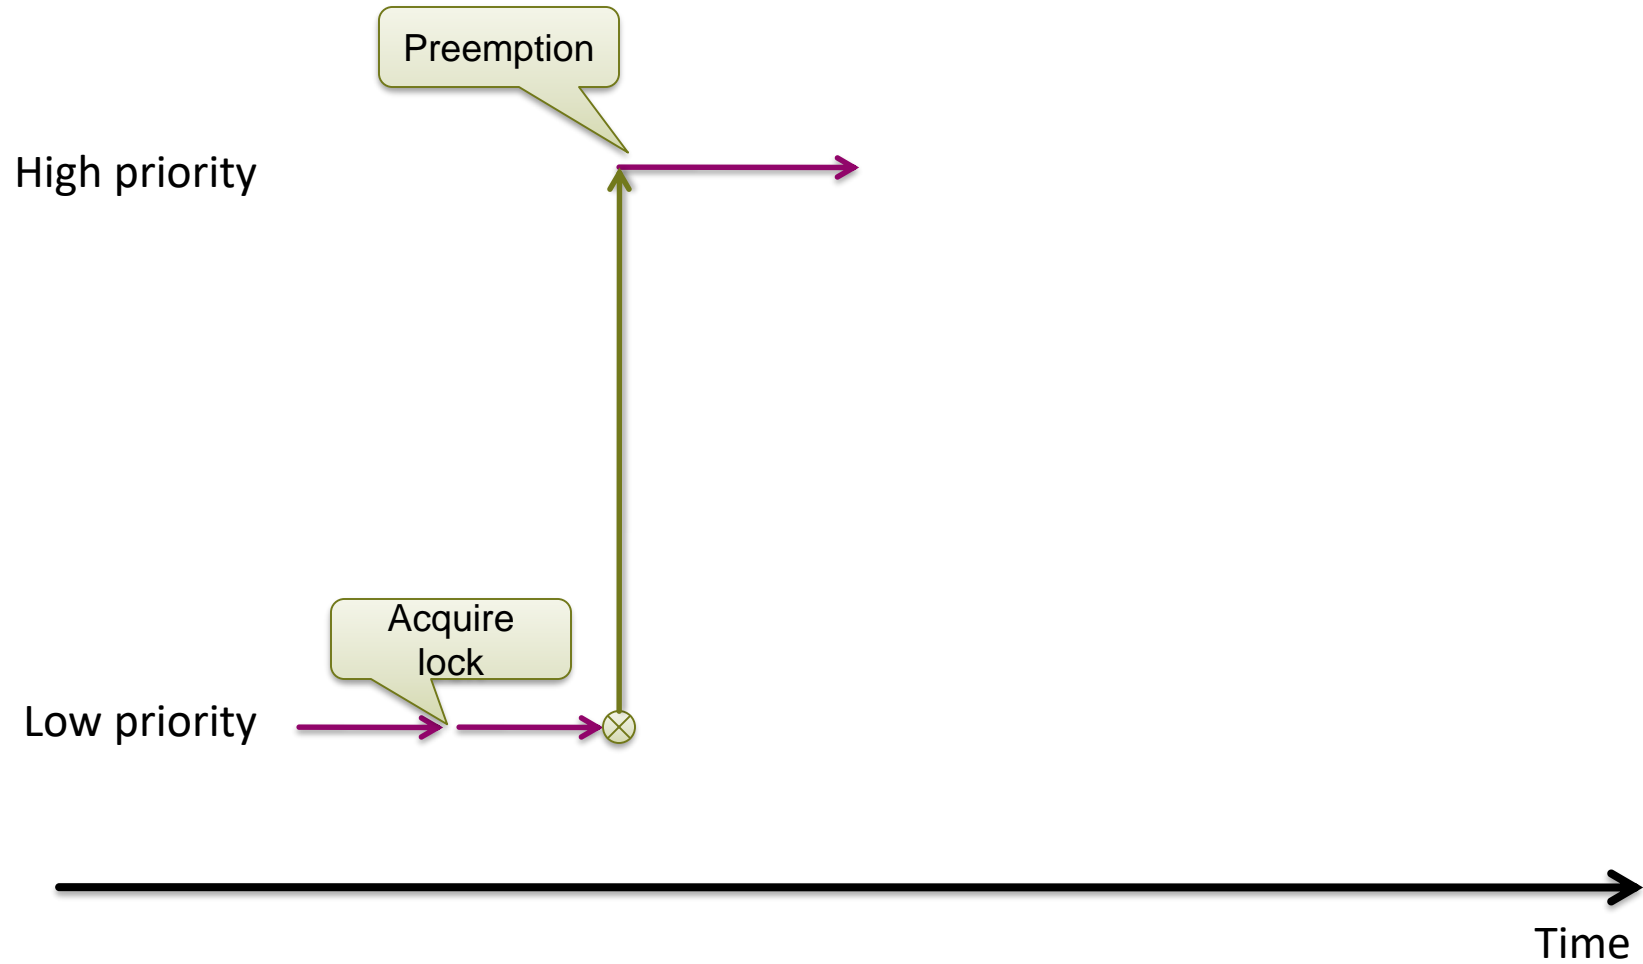 Preemption
High priority
Acquire
lock
Low priority
Time